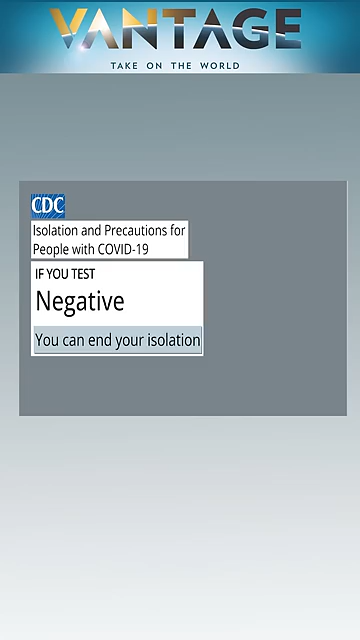 VANTAGE
TAKE ON THE WORLD
CDC
Isolation and Precautions for
People with COVID-19
IF YOU TEST
Negative
You can end your isolation